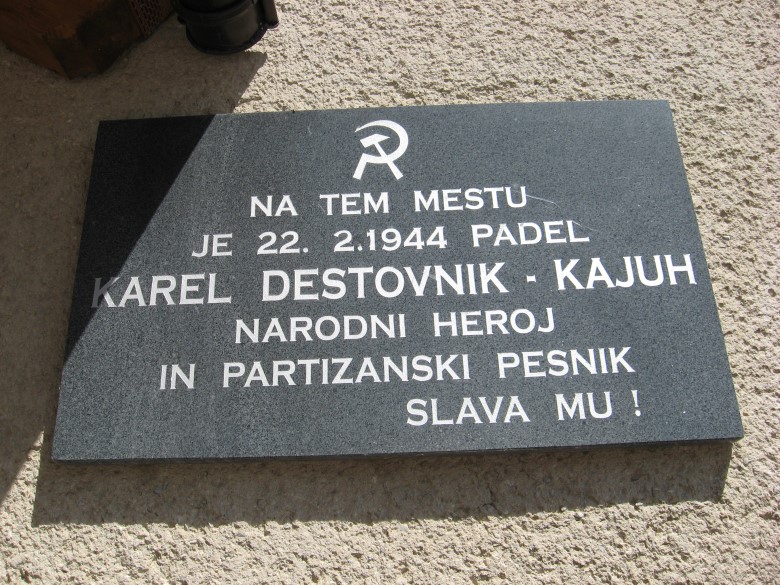 NA TEM MESTU
JE 22. 2.1944 PADEL
KAREL DESTOVNIK - KAJUH
NARODNI HEROJ
IN PARTIZANSKI PESNIK
SLAVA MU !